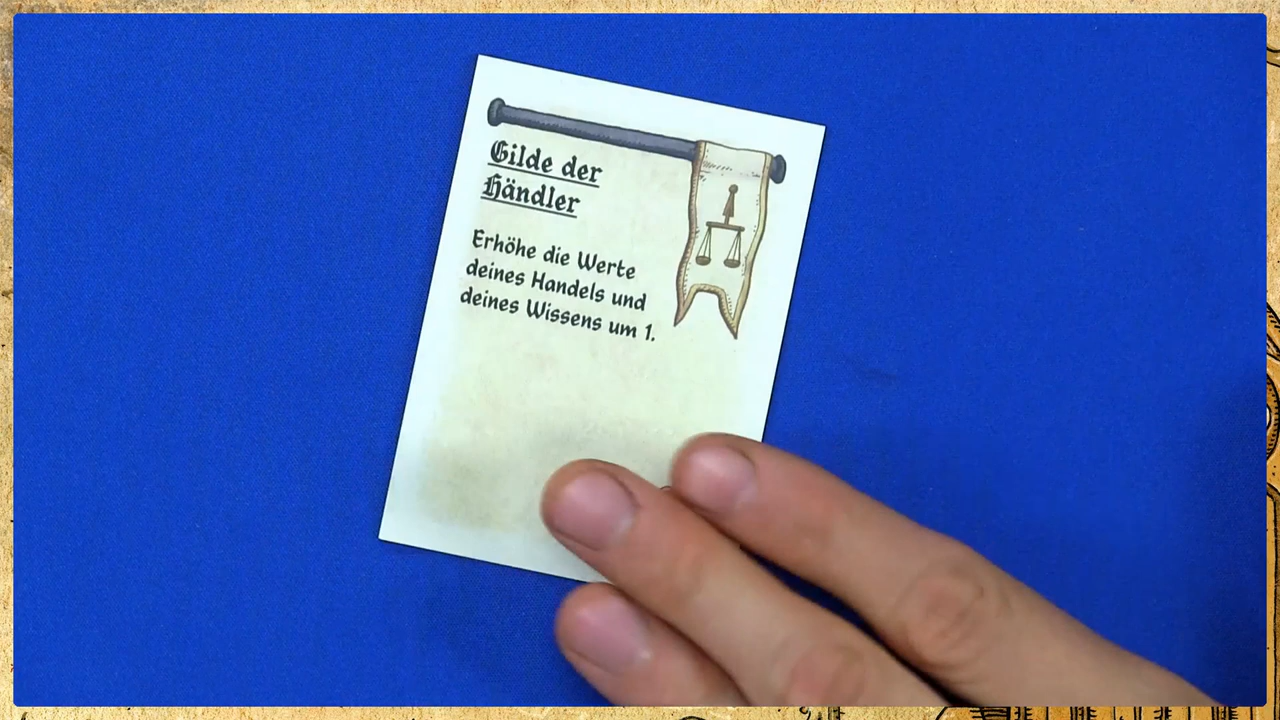 Gilde der
Händler
Erhöhe die Werte
deines Handels und
deines Wissens um 1.